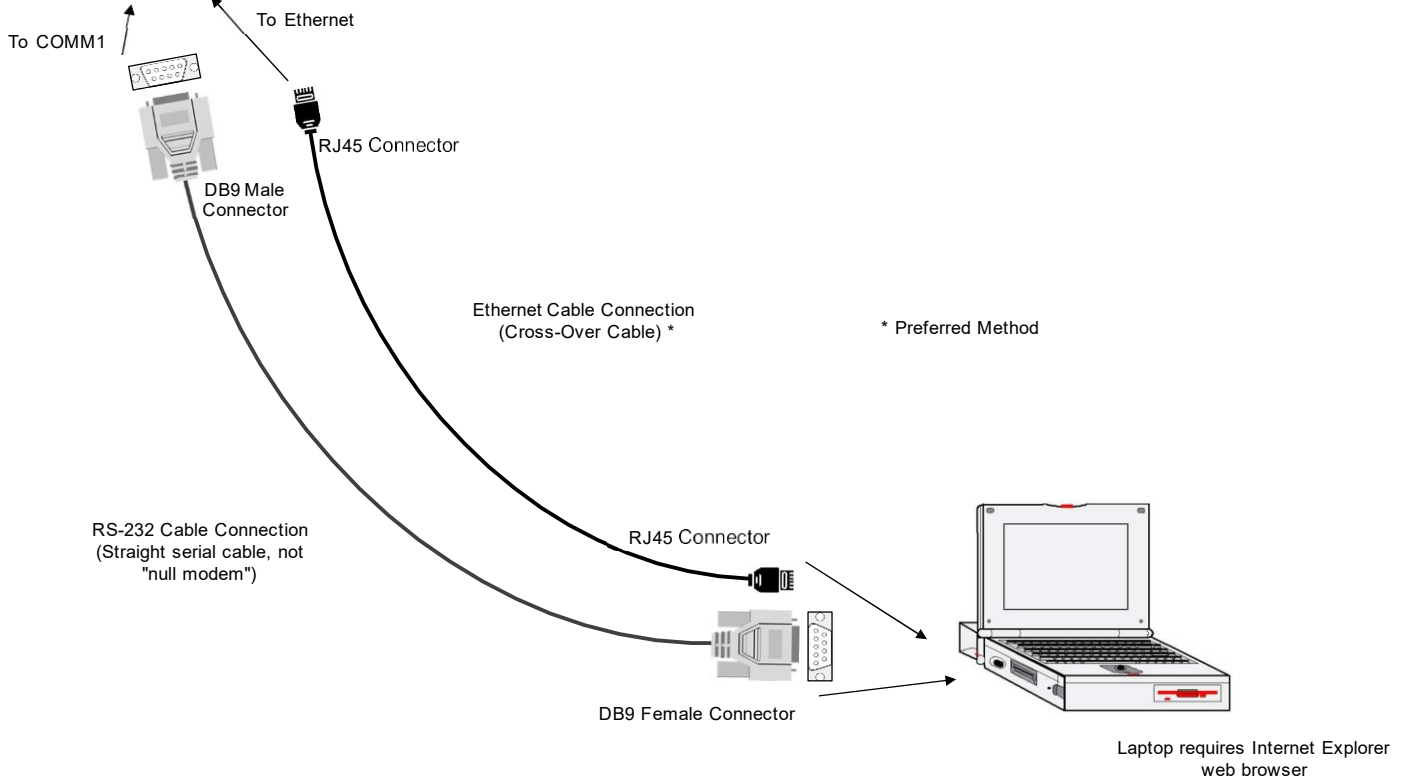 To Ethernet
To COMM1
RJ45 Connector
DB9 Male
Connector
Ethernet Cable Connection
(Cross-Over Cable) *
* Preferred Method
RS-232 Cable Connection
(Straight serial cable, not
"null modem")
RJ45 Connector
DB9 Female Connector
Laptop requires Internet Explorer
web browser